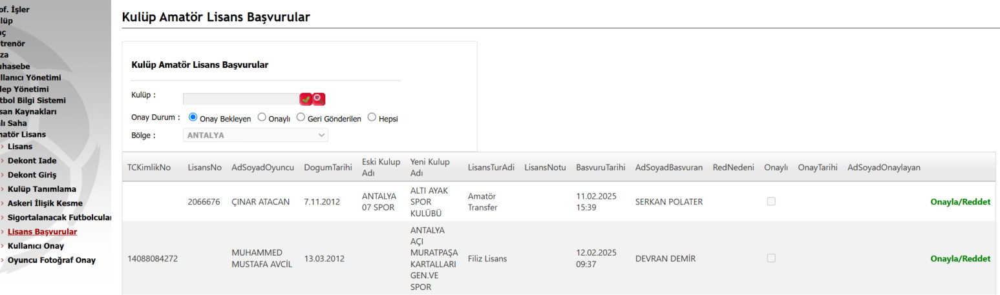 of. İşler
lüp
aç
trenör
za
uhasebe
llanıcı Yönetimi
lep Yönetimi
tbol Bilgi Sistemi
san Kaynakları
lı Saha
natör Lisans
Lisans
Dekont Iade
Dekont Giriş
Kulüp Tanımlama
Askeri İlişik Kesme
Sigortalanacak Futbolcular
Lisans Başvurular
Kullanıcı Onay
Oyuncu Fotoğraf Onay
Kulüp Amatör Lisans Başvurular
Kulüp Amatör Lisans Başvurular
Kulüp :
Onay Durum : Onay Bekleyen Onaylı Geri Gönderilen Hepsi
Bölge : ANTALYA
TCKimlikNo LisansNo AdSoyadOyuncu DogumTarihi Eski Kulup Adı Yeni Kulup Adı LisansTurAdi LisansNotu BasvuruTarihi AdSoyadBasvuran RedNedeni Onaylı OnayTarihi AdSoyadOnaylayan
2066676 ÇINAR ATACAN 7.11.2012 ANTALYA 07 SPOR ALTI AYAK SPOR KULÜBÜ Amatör Transfer 11.02.2025 15:39 SERKAN POLATER Onayla/Reddet
14088084272 MUHAMMED MUSTAFA AVCİL 13.03.2012 ANTALYA AÇI MURATPAŞA KARTALLARI GEN.VE SPOR Filiz Lisans 12.02.2025 09:37 DEVRAN DEMİR Onayla/Reddet